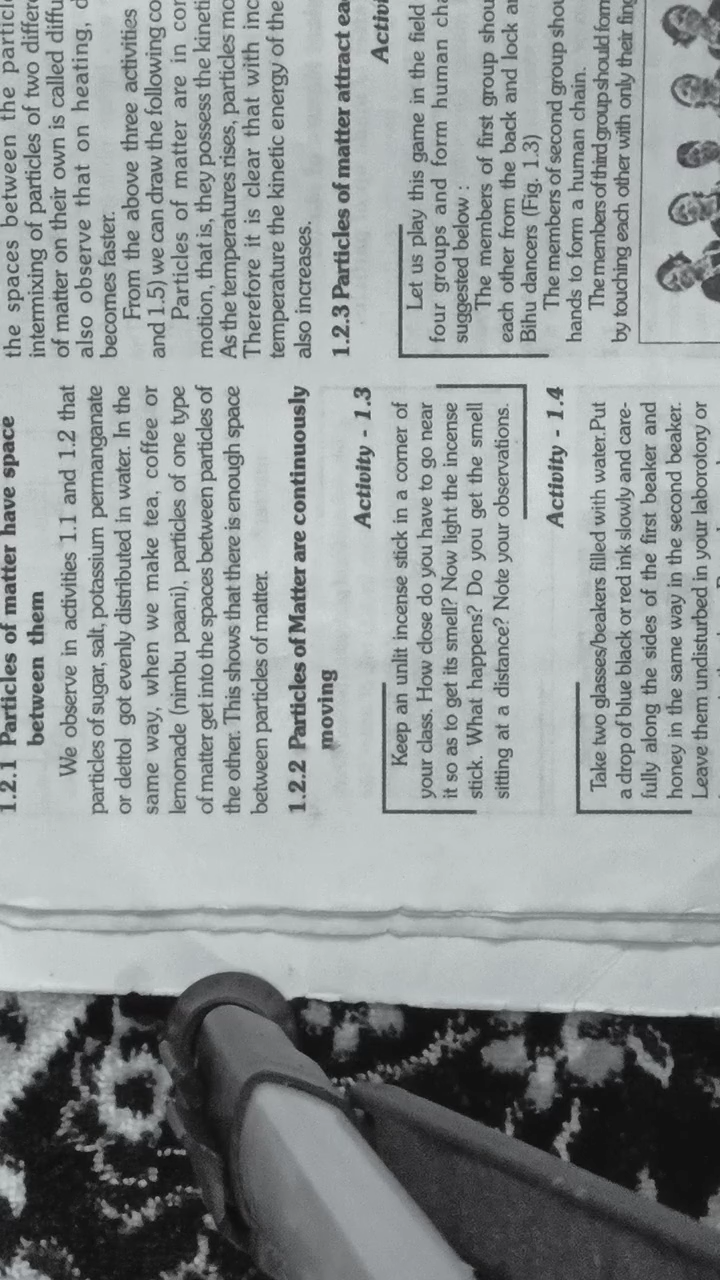 1.2.1 Particles of matter have space
between them
We observe in activities 1.1 and 1.2 that
particles of sugar, salt, potassium permanganate
or dettol got evenly distributed in water. In the
same way, when we make tea, coffee or
lemonade (nimbu paani), particles of one type
of matter get into the spaces between particles of
the other. This shows that there is enough space
between particles of matter.
1.2.2 Particles of Matter are continuously
moving
Activity - 1.3
Keep an unlit incense stick in a corner of
your class. How close do you have to go near
it so as to get its smell? Now light the incense
stick. What happens? Do you get the smell
sitting at a distance? Note your observations.
Activity - 1.4
Take two glasses/beakers filled with water.Put
a drop of blue black or red ink slowly and care-
fully along the sides of the first beaker and
honey in the same way in the second beaker.
Leave them undisturbed in your laborotory or
the spaces between the
intermixing of particles of two
of matter on their own is called
also observe that on heating,
becomes faster.
From the above three activities
and 1.5) we can draw the following
Particles of matter are in
motion, that is, they possess the
As the temperatures rises, particles
Therefore it is clear that with
temperature the kinetic energy of the
also increases.
1.2.3 Particles of matter attract
Let us play this game in the field
four groups and form human
suggested below :
The members of first group
each other from the back and lock
Bihu dancers (Fig. 1.3)
The members of second group
hands to form a human chain.
The members of third group should
by touching each other with only their